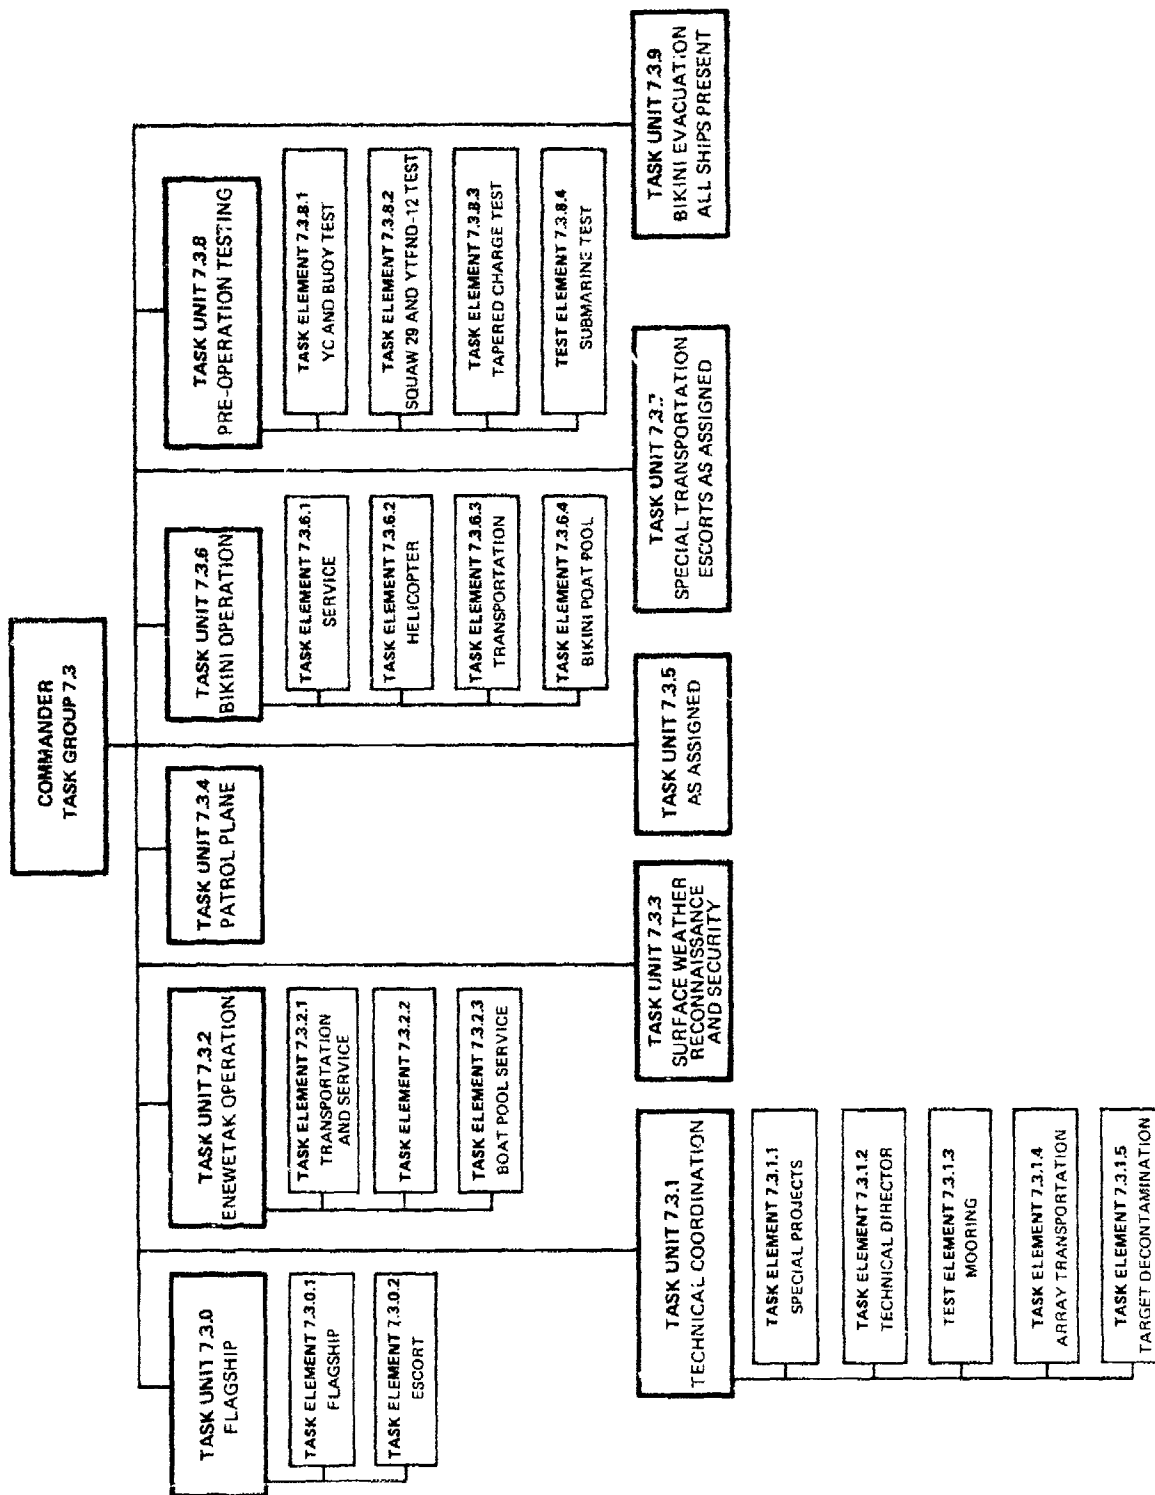 COMMANDER
TASK GROUP 7.3
TASK UNIT 7.3.0
FLAGSHIP
TASK ELEMENT 7.3.0.1
FLAGSHIP
TASK ELEMENT 7.3.0.2
ESCORT
TASK UNIT 7.3.2
ENEWETAK OPERATION
TASK ELEMENT 7.3.2.1
TRANSPORTATION
AND SERVICE
TASK ELEMENT 7.3.2.2
TASK ELEMENT 7.3.2.3
BOAT POOL SERVICE
TASK UNIT 7.3.4
PATROL PLANE
TASK UNIT 7.3.6
BIKINI OPERATION
TASK ELEMENT 7.3.6.1
SERVICE
TASK ELEMENT 7.3.6.2
HELICOPTER
TASK ELEMENT 7.3.6.3
TRANSPORTATION
TASK ELEMENT 7.3.6.4
BIKINI BOAT POOL
TASK UNIT 7.3.8
PRE-OPERATION TESTING
TASK ELEMENT 7.3.8.1
YC AND BUOY TEST
TASK ELEMENT 7.3.8.2
SQUAW 29 AND YTFND-12 TEST
TASK ELEMENT 7.3.8.3
TAPERED CHARGE TEST
TEST ELEMENT 7.3.8.4
SUBMARINE TEST
TASK UNIT 7.3.1
TECHNICAL COORDINATION
TASK ELEMENT 7.3.1.1
SPECIAL PROJECTS
TASK ELEMENT 7.3.1.2
TECHNICAL DIRECTOR
TEST ELEMENT 7.3.1.3
MOORING
TASK ELEMENT 7.3.1.4
ARRAY TRANSPORTATION
TASK ELEMENT 7.3.1.5
TARGET DECONTAMINATION
TASK UNIT 7.3.3
SURFACE WEATHER
RECONNAISSANCE
AND SECURITY
TASK UNIT 7.3.5
AS ASSIGNED
TASK UNIT 7.3.7
SPECIAL TRANSPORTATION
ESCORTS AS ASSIGNED
TASK UNIT 7.3.9
BIKINI EVACUATION
ALL SHIPS PRESENT